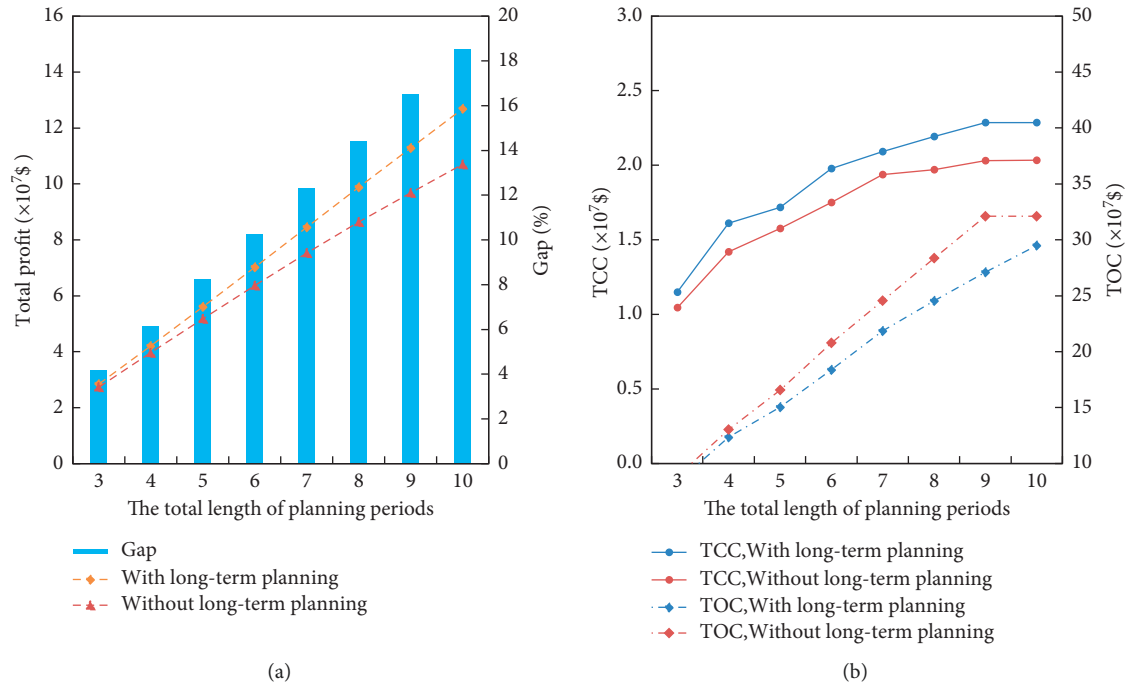 Total profit (×10⁷$)
16
14
12
10
8
6
4
2
0
20
18
16
14
12
10
8
6
4
2
0
Gap (%)
3 4 5 6 7 8 9 10
The total length of planning periods
Gap
With long-term planning
Without long-term planning
(a)
TCC (×10⁷$)
3.0
2.5
2.0
1.5
1.0
0.5
0.0
50
45
40
35
30
25
20
15
10
TOC (×10⁷$)
3 4 5 6 7 8 9 10
The total length of planning periods
TCC,With long-term planning
TCC,Without long-term planning
TOC,With long-term planning
TOC,Without long-term planning
(b)